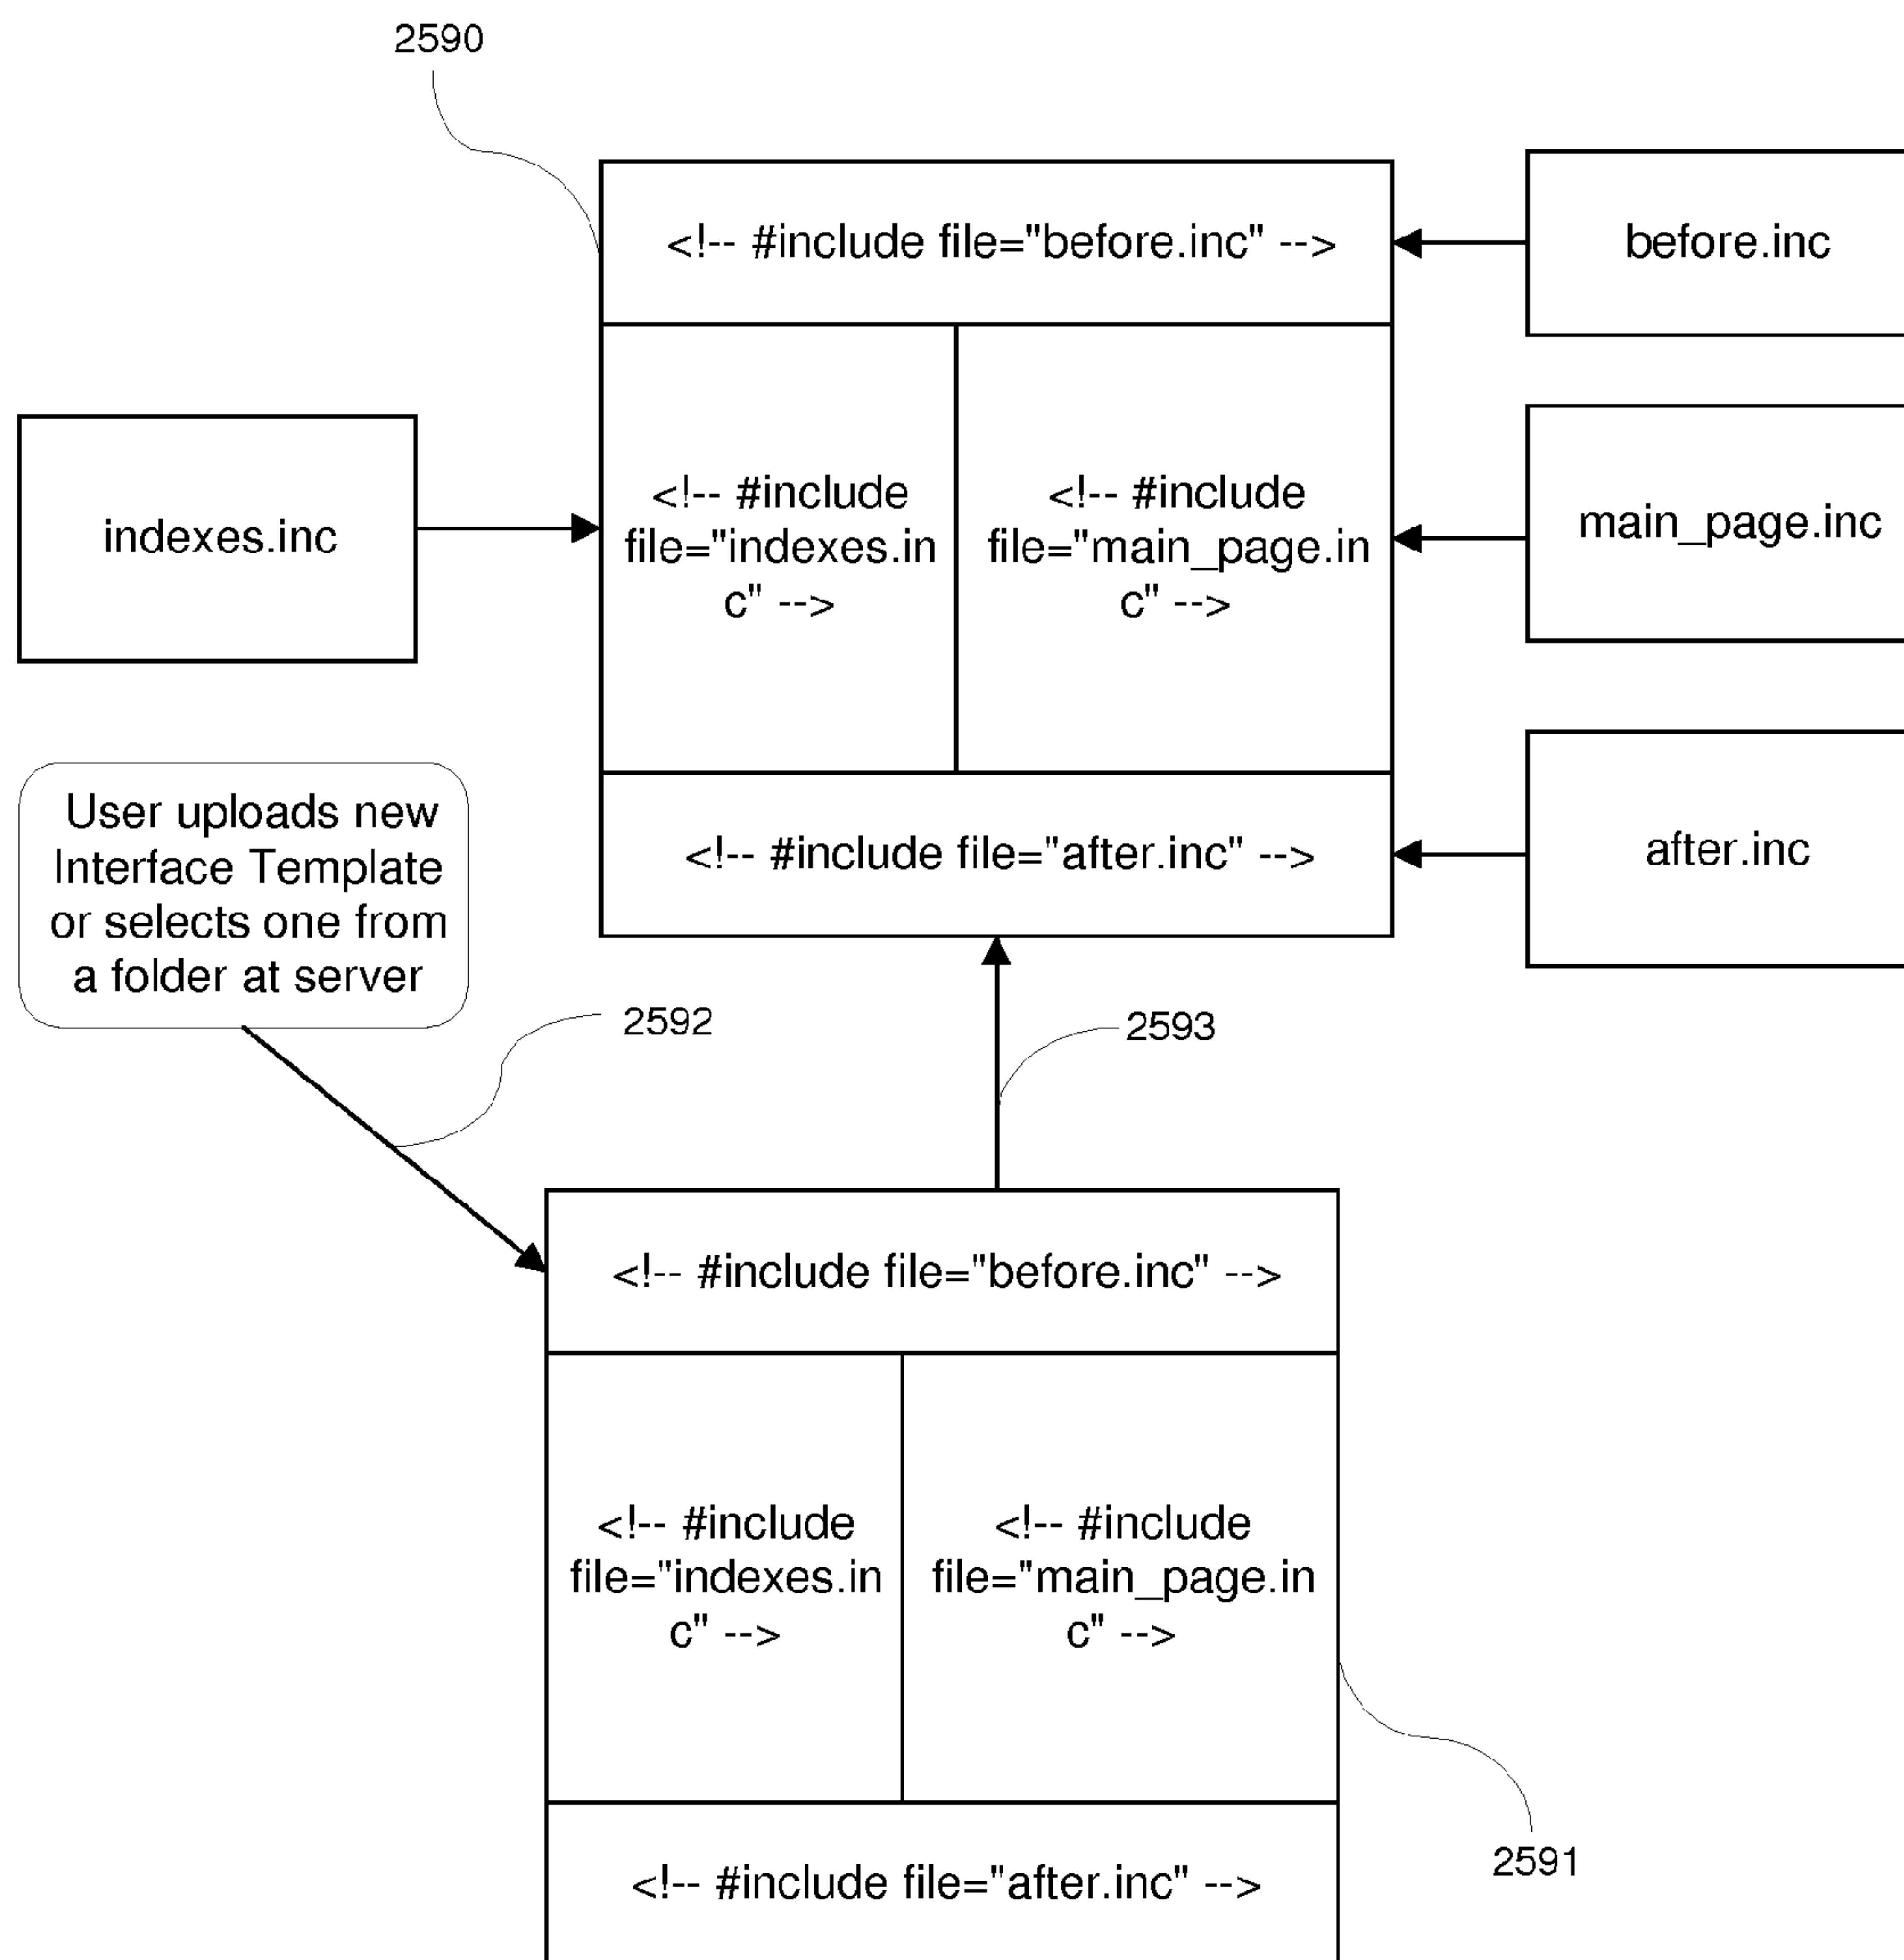 2590
<!-- #include file="before.inc" -->
before.inc
indexes.inc
<!-- #include
file="indexes.in
c" -->
<!-- #include
file="main_page.in
c" -->
main_page.inc
<!-- #include file="after.inc" -->
after.inc
User uploads new
Interface Template
or selects one from
a folder at server
2592
2593
<!-- #include file="before.inc" -->
<!-- #include
file="indexes.in
c" -->
<!-- #include
file="main_page.in
c" -->
2591
<!-- #include file="after.inc" -->